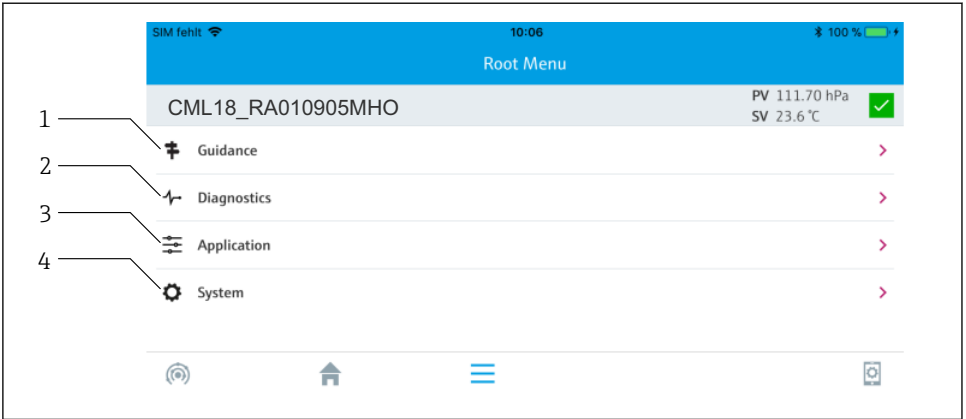 SIM fehlt 10:06 100 %
Root Menu
CML18_RA010905MHO
PV 111.70 hPa
SV 23.6 °C
1 Guidance
2 Diagnostics
3 Application
4 System